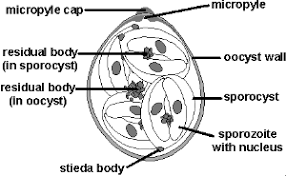 micropyle cap
micropyle
residual body
(in sporocyst)
oocyst wall
residual body
(in oocyst)
sporocyst
sporozoite
with nucleus
stieda body